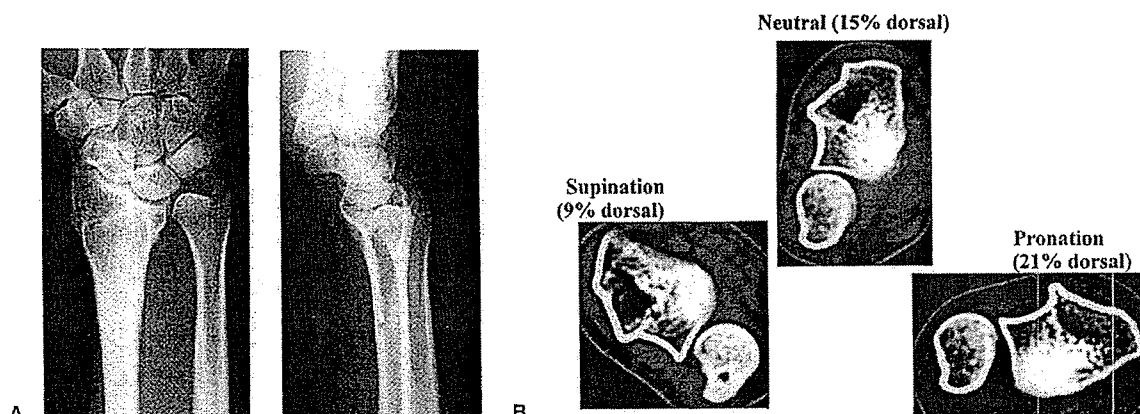 Neutral (15% dorsal)
Supination
(9% dorsal)
Pronation
(21% dorsal)
A
B